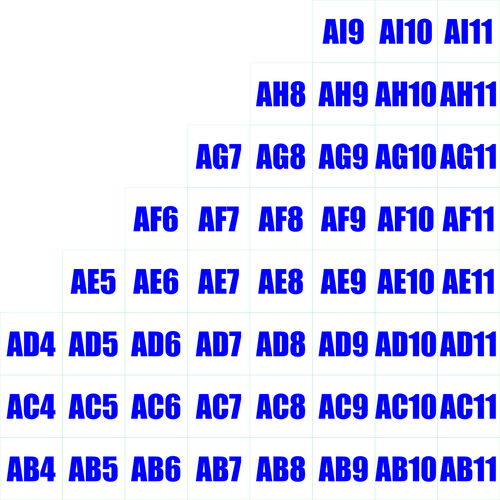 AI9 AI10 AI11
AH8 AH9 AH10 AH11
AG7 AG8 AG9 AG10 AG11
AF6 AF7 AF8 AF9 AF10 AF11
AE5 AE6 AE7 AE8 AE9 AE10 AE11
AD4 AD5 AD6 AD7 AD8 AD9 AD10 AD11
AC4 AC5 AC6 AC7 AC8 AC9 AC10 AC11
AB4 AB5 AB6 AB7 AB8 AB9 AB10 AB11